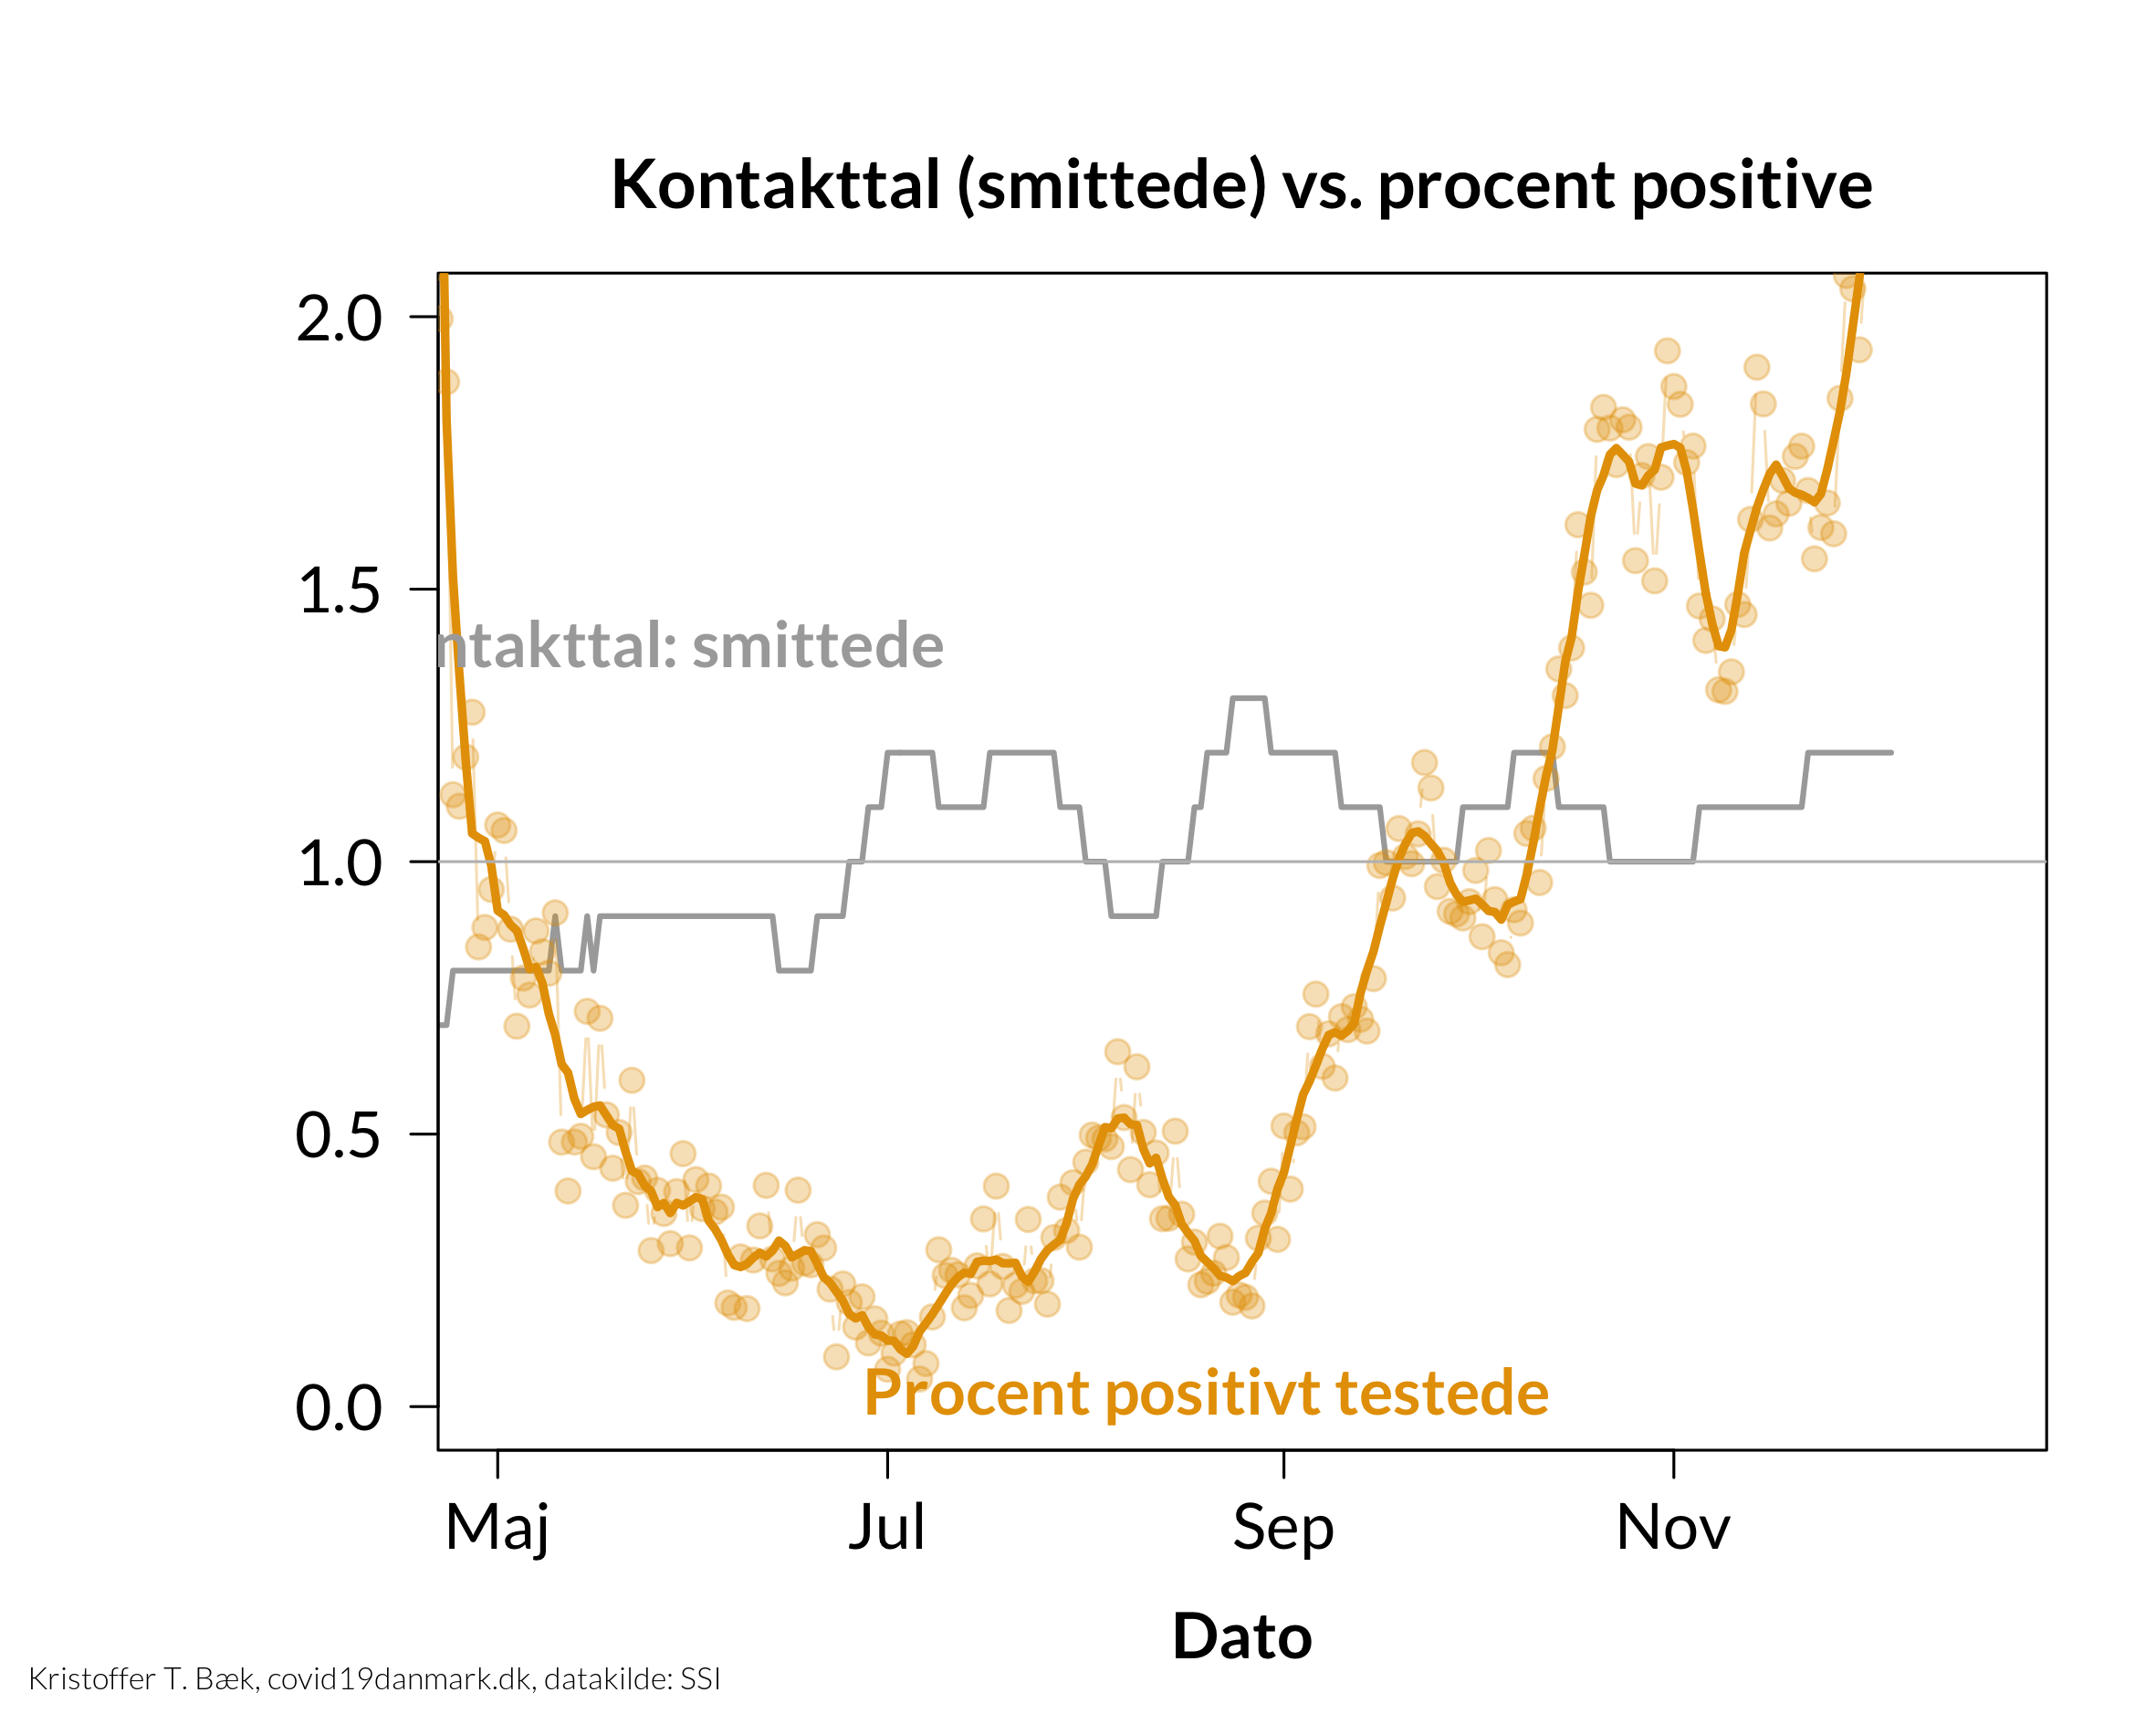 Kontakttal (smittede) vs. procent positive
2.0
1.5
ntakttal: smittede
1.0
0.5
0.0
Procent positivt testede
Maj Jul Sep Nov
Dato
Kristoffer T. Bæk, covid19danmark.dk, datakilde: SSI